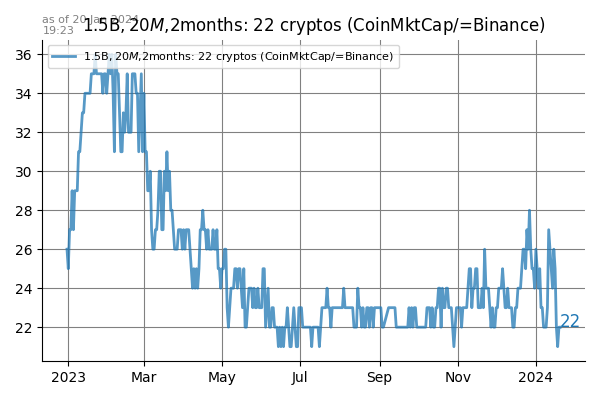 as of 20 Jan 2024
19:23
1.5B, 20M,2months: 22 cryptos (CoinMktCap/=Binance)
1.5B, 20M,2months: 22 cryptos (CoinMktCap/=Binance)
36
34
32
30
28
26
24
22
22
2023 Mar May Jul Sep Nov 2024